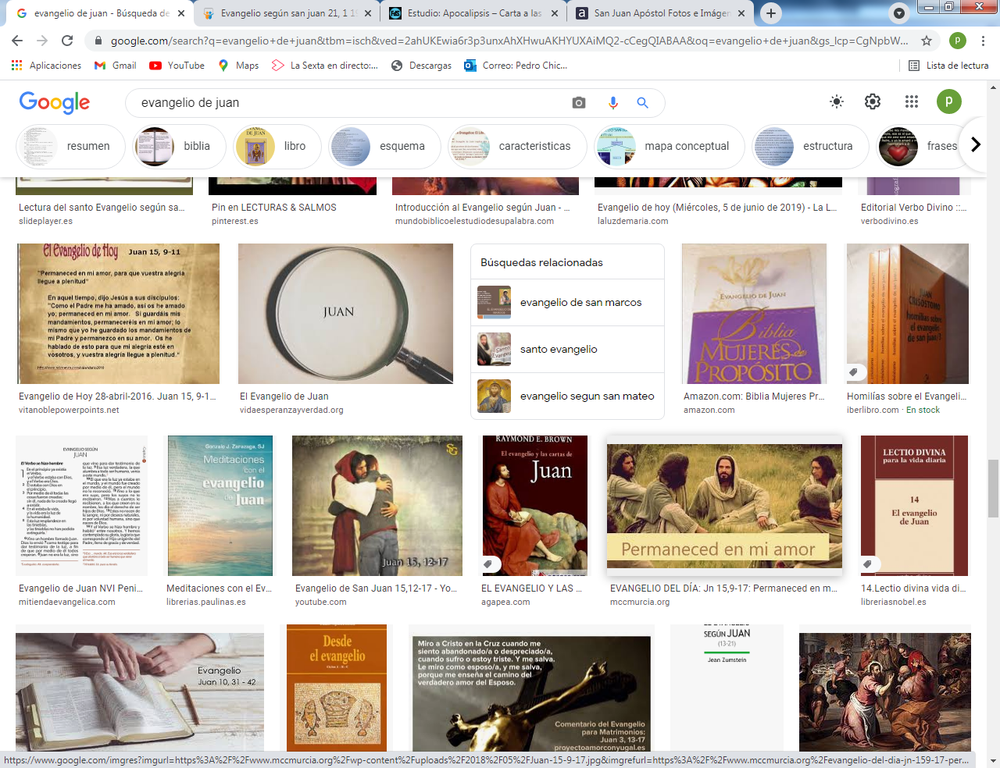 evangelio de juan - Búsqueda de
Evangelio según san juan 21, 1 19
Estudio: Apocalipsis – Carta a las
San Juan Apóstol Fotos e Imágen
google.com/search?q=evangelio+de+juan&tbm=isch&ved=2ahUKEwia6r3p3unxAhXHwuAKHYUXAiMQ2-cCegQIABAA&oq=evangelio+de+juan&gs_lcp=CgNpbW...
Aplicaciones
Gmail
YouTube
Maps
La Sexta en directo:...
Descargas
Correo: Pedro Chic...
Lista de lectura
Google
evangelio de juan
p
resumen
biblia
libro
esquema
caracteristicas
mapa conceptual
estructura
frases
Lectura del santo Evangelio según sa...
slideplayer.es
Pin en LECTURAS & SALMOS
pinterest.es
Introducción al Evangelio según Juan - ...
mundobiblicoelestudiodesupalabra.com
Evangelio de hoy (Miércoles, 5 de junio de 2019) - La L...
laluzdemaria.com
Editorial Verbo Divino ::...
verbodivino.es
El Evangelio de Hoy Juan 15, 9-11
"Permaneced en mi amor, para que vuestra alegría
llegue a plenitud"
En aquel tiempo, dijo Jesús a sus discípulos:
"Como el Padre me ha amado, así os he amado
yo; permaneced en mi amor. Si guardáis mis
mandamientos, permaneceréis en mi amor; lo
mismo que yo he guardado los mandamientos de
mi Padre y permanezco en su amor. Os he
hablado de esto para que mi alegría esté en
vosotros, y vuestra alegría llegue a plenitud."
Evangelio de Hoy 28-abril-2016. Juan 15, 9-1...
vitanoblepowerpoints.net
JUAN
El Evangelio de Juan
vidaesperanzayverdad.org
Búsquedas relacionadas
evangelio de san marcos
santo evangelio
evangelio segun san mateo
EVANGELIO DE JUAN
Biblia
MUJERES de
PROPÓSITO
Amazon.com: Biblia Mujeres Pr...
amazon.com
JUAN
CRISÓSTOMO
homilías sobre
el evangelio
de san juan/3
Homilías sobre el Evangeli...
iberlibro.com · En stock
EVANGELIO SEGÚN
JUAN
El Verbo se hizo hombre
Evangelio de Juan NVI Peni...
mitiendaevangelica.com
Gonzalo J. Zarazaga, SJ
Meditaciones
con el
evangelio
de
Juan
Meditaciones con el Ev...
librerias.paulinas.es
SG
Juan 15, 12-17
Evangelio de San Juan 15,12-17 - Yo...
youtube.com
RAYMOND E. BROWN
El evangelio y las cartas de
Juan
EL EVANGELIO Y LAS ...
agapea.com
Permaneced en mi amor
EVANGELIO DEL DÍA: Jn 15,9-17: Permaneced en m...
mccmurcia.org
LECTIO DIVINA
para la vida diaria
14
El evangelio
de Juan
14.Lectio divina vida di...
libreriasnobel.es
Evangelio
Juan 10, 31 - 42
Desde
el evangelio
Miro a Cristo en la Cruz cuando me
siento abandonado/a o despreciado/a,
cuando sufro o estoy triste. Y me salva.
Le miro como esposo/a, y me salva,
porque me enseña el camino del
verdadero amor del Esposo.
Comentario del Evangelio
para Matrimonios:
Juan 3, 13-17
proyectoamorconyugal.es
SEGÚN JUAN
(13-21)
Jean Zumstein
https://www.google.com/imgres?imgurl=https%3A%2F%2Fwww.mccmurcia.org%2Fwp-content%2Fuploads%2F2018%2F05%2FJuan-15-9-17.jpg&imgrefurl=https%3A%2F%2Fwww.mccmurcia.org%2Fevangelio-del-dia-jn-159-17-per...